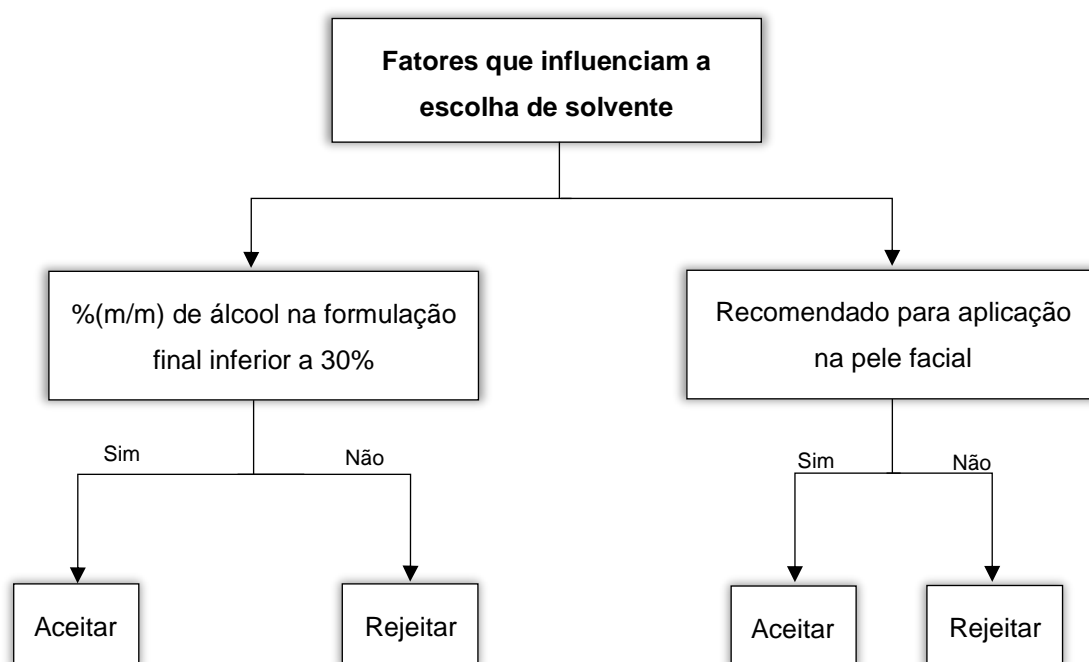 Fatores que influenciam a
escolha de solvente
%(m/m) de álcool na formulação
final inferior a 30%
Recomendado para aplicação
na pele facial
Sim
Não
Sim
Não
Aceitar
Rejeitar
Aceitar
Rejeitar